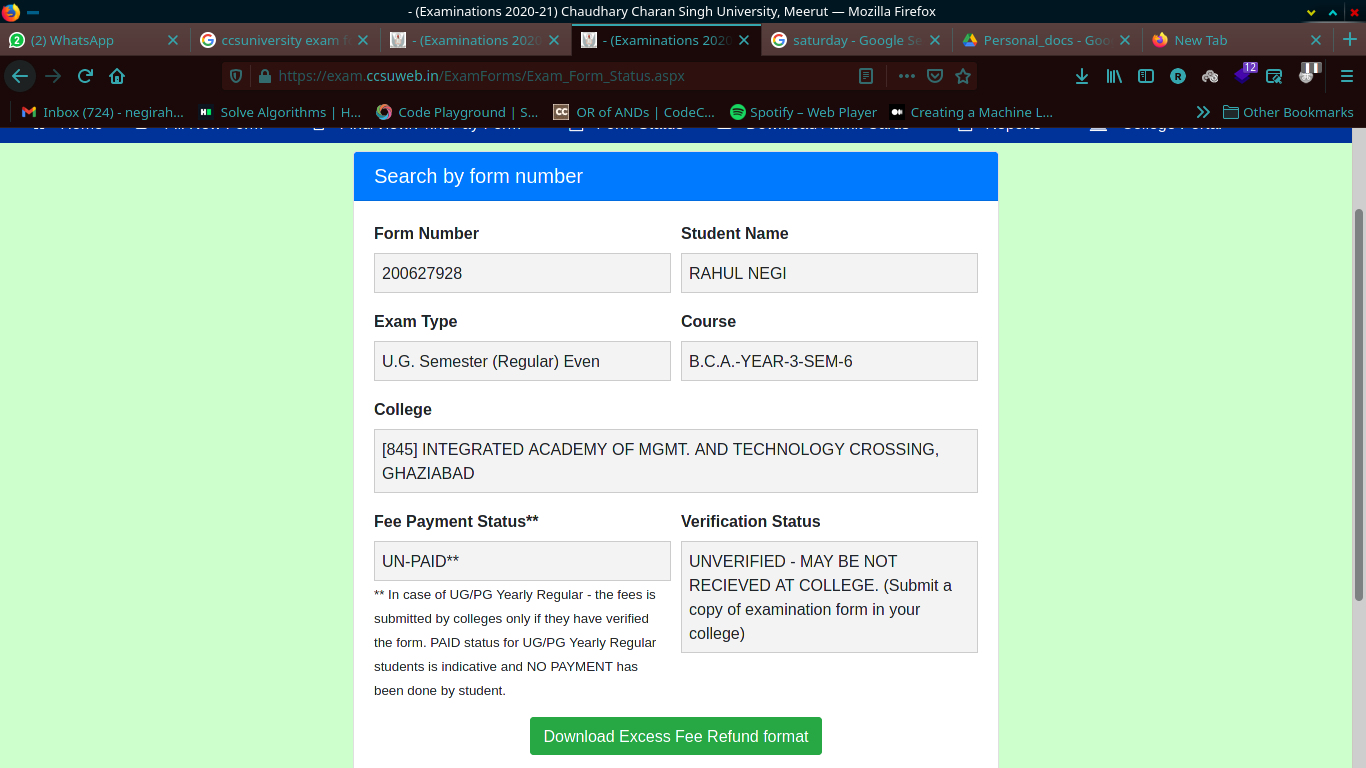 - (Examinations 2020-21) Chaudhary Charan Singh University, Meerut — Mozilla Firefox
(2) WhatsApp
ccsuniversity exam
- (Examinations 2020
- (Examinations 2020
saturday - Google Se
Personal_docs - Goo
New Tab
https://exam.ccsuweb.in/ExamForms/Exam_Form_Status.aspx
12
Inbox (724) - negirah...
Solve Algorithms | H...
Code Playground | S...
OR of ANDs | CodeC...
Spotify – Web Player
Creating a Machine L...
Other Bookmarks
Search by form number
Form Number
Student Name
200627928
RAHUL NEGI
Exam Type
Course
U.G. Semester (Regular) Even
B.C.A.-YEAR-3-SEM-6
College
[845] INTEGRATED ACADEMY OF MGMT. AND TECHNOLOGY CROSSING,
GHAZIABAD
Fee Payment Status**
UN-PAID**
** In case of UG/PG Yearly Regular - the fees is
submitted by colleges only if they have verified
the form. PAID status for UG/PG Yearly Regular
students is indicative and NO PAYMENT has
been done by student.
Verification Status
UNVERIFIED - MAY BE NOT
RECIEVED AT COLLEGE. (Submit a
copy of examination form in your
college)
Download Excess Fee Refund format